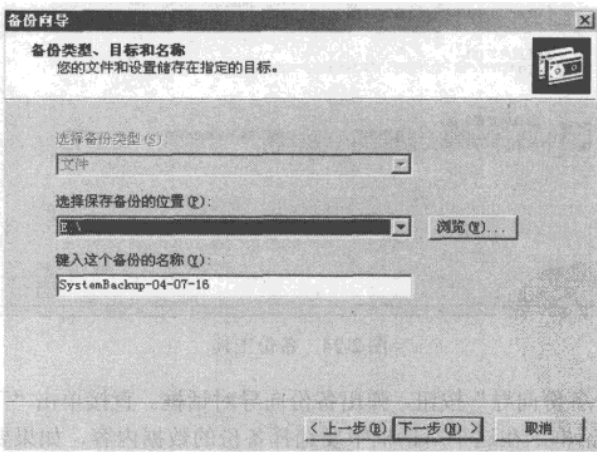 备份向导
备份类型、目标和名称
您的文件和设置储存在指定的目标。
选择备份类型(S):
文件
选择保存备份的位置(P):
E:\
浏览(W)...
键入这个备份的名称(Y):
SystemBackup-04-07-16
< 上一步(B)
下一步(N) >
取消